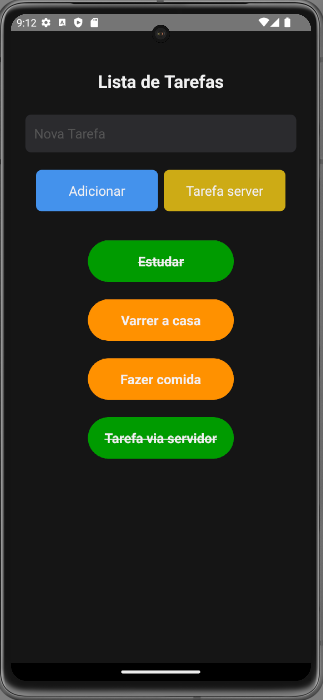 9:12
Lista de Tarefas
Nova Tarefa
Adicionar
Tarefa server
Estudar
Varrer a casa
Fazer comida
Tarefa via servidor